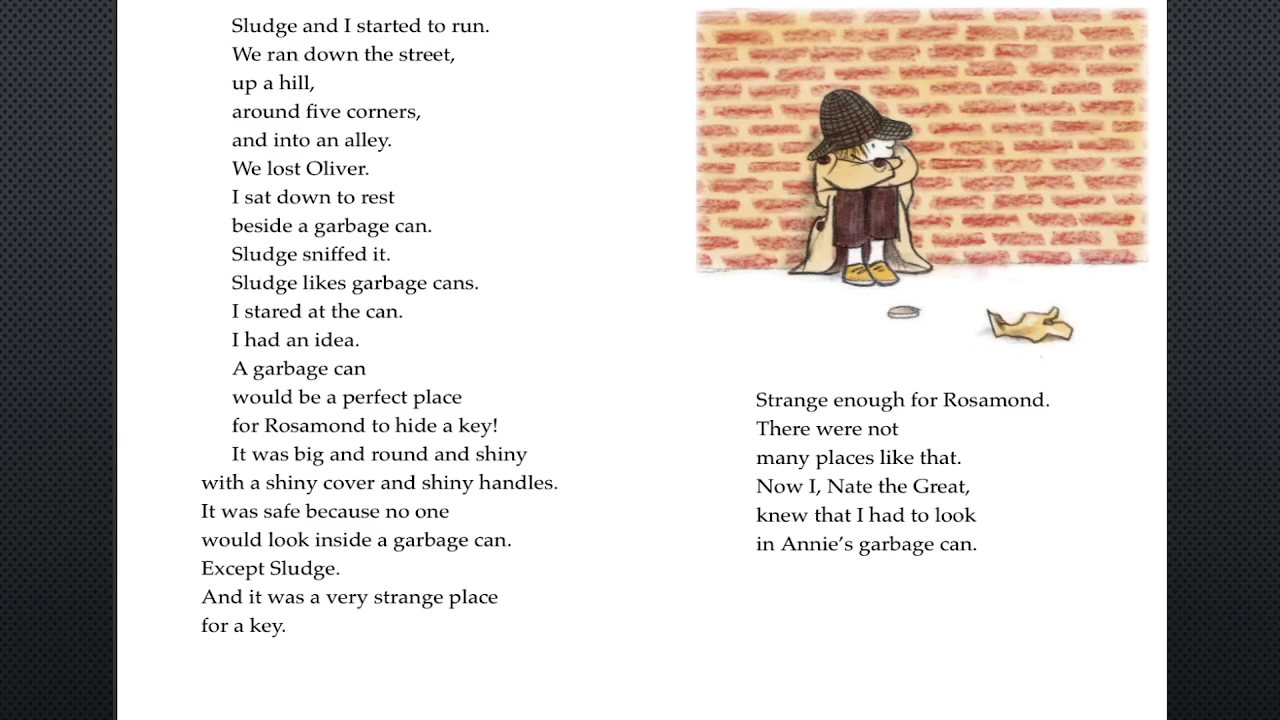 Sludge and I started to run.
We ran down the street,
up a hill,
around five corners,
and into an alley.
We lost Oliver.
I sat down to rest
beside a garbage can.
Sludge sniffed it.
Sludge likes garbage cans.
I stared at the can.
I had an idea.
A garbage can
would be a perfect place
for Rosamond to hide a key!
It was big and round and shiny
with a shiny cover and shiny handles.
It was safe because no one
would look inside a garbage can.
Except Sludge.
And it was a very strange place
for a key.
Strange enough for Rosamond.
There were not
many places like that.
Now I, Nate the Great,
knew that I had to look
in Annie’s garbage can.